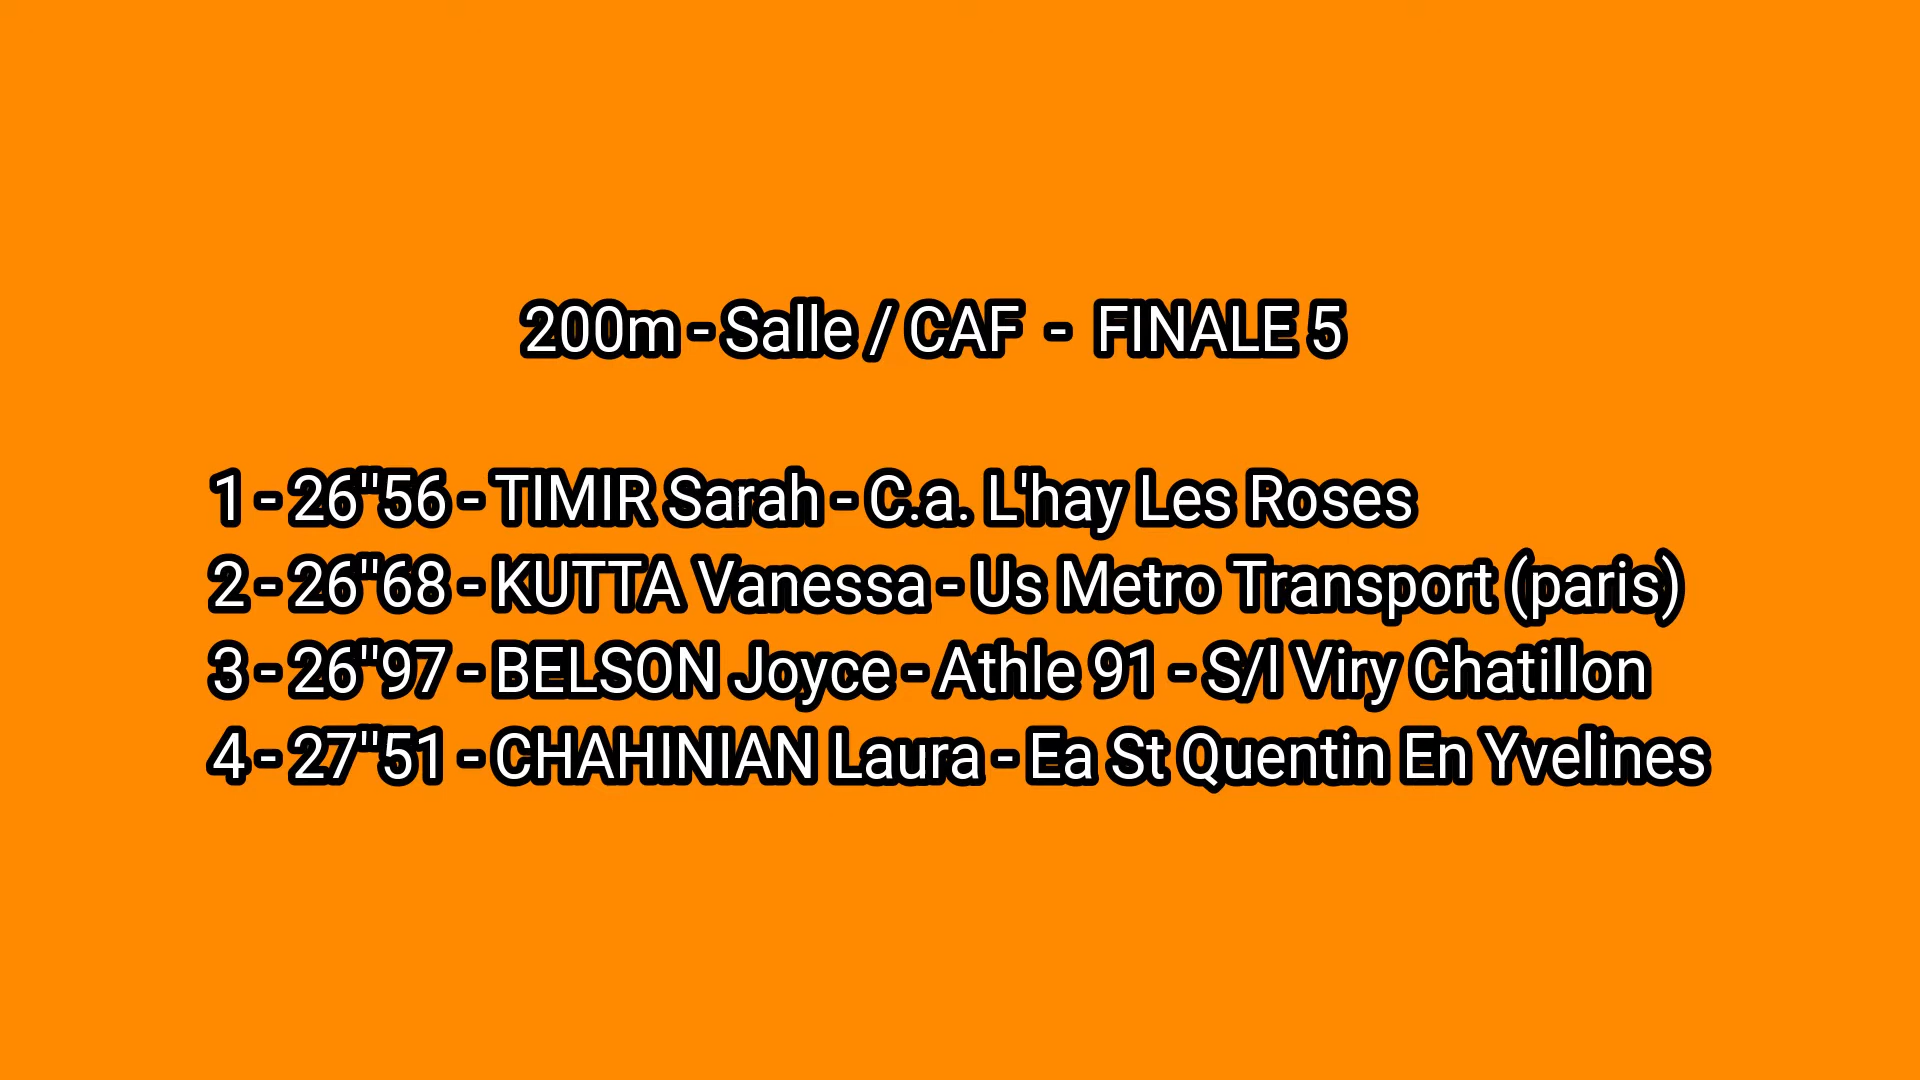 200m - Salle / CAF - FINALE 5
1 - 26"56 - TIMIR Sarah - C.a. L'hay Les Roses
2 - 26"68 - KUTTA Vanessa - Us Metro Transport (paris)
3 - 26"97 - BELSON Joyce - Athle 91 - S/l Viry Chatillon
4 - 27"51 - CHAHINIAN Laura - Ea St Quentin En Yvelines